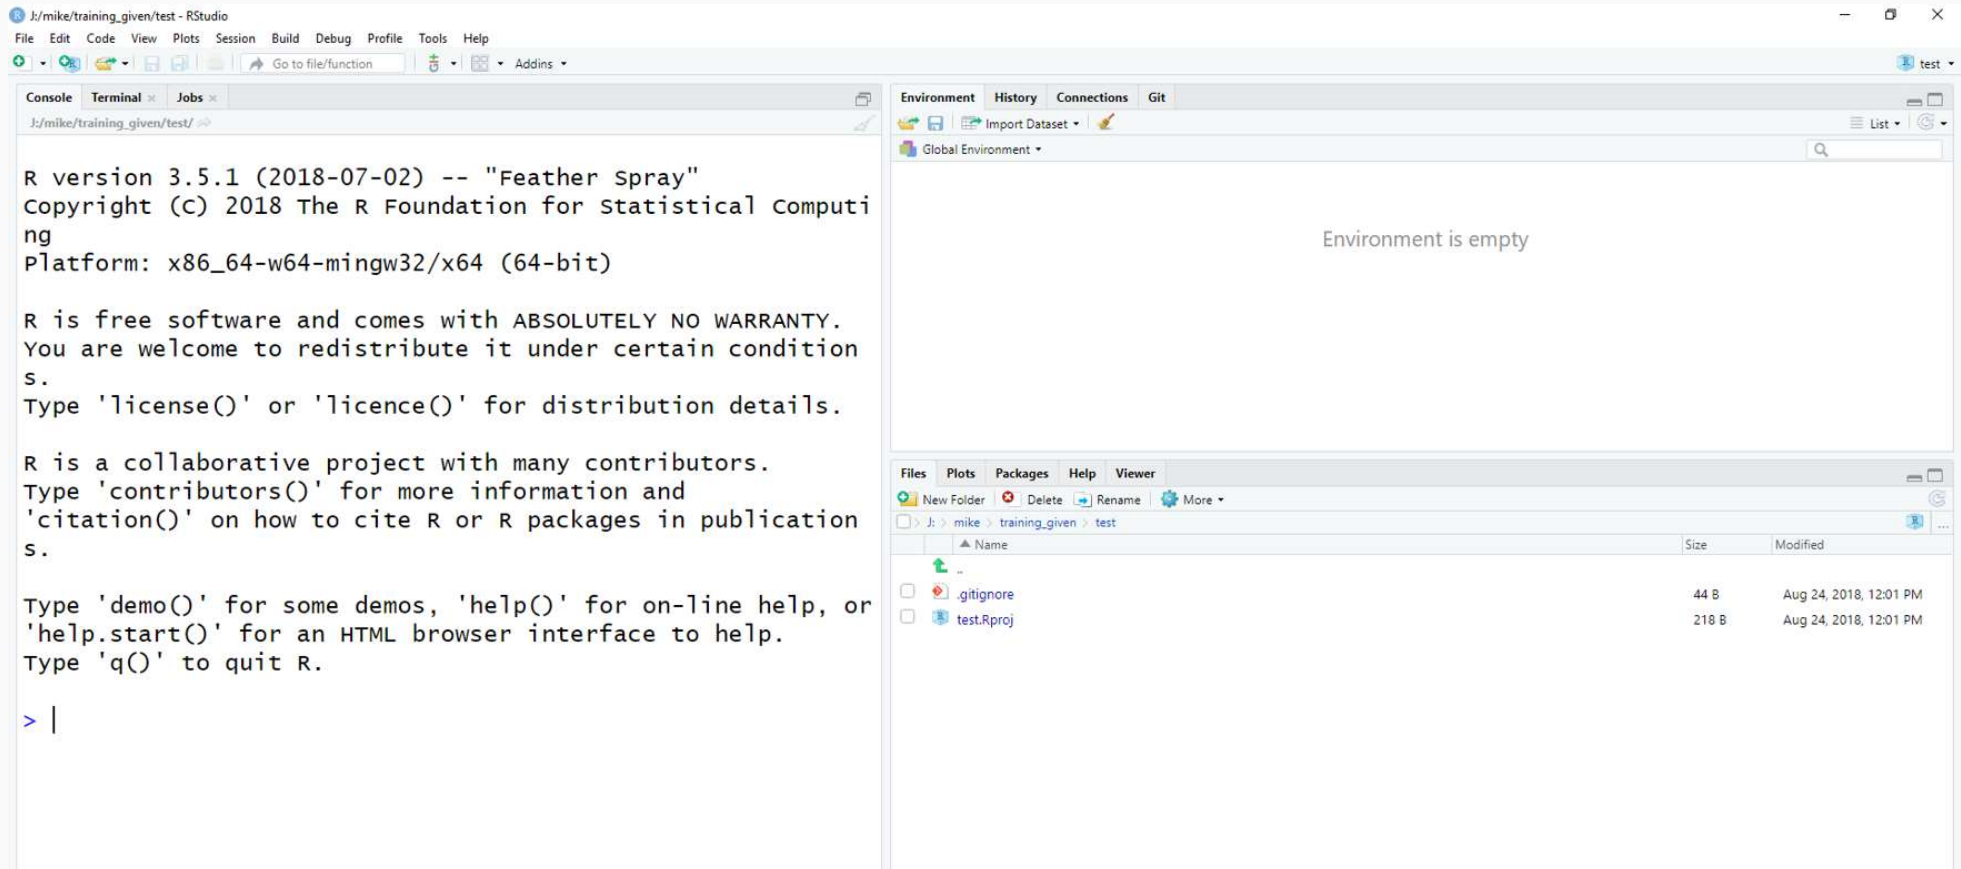 J:/mike/training_given/test - RStudio
File Edit Code View Plots Session Build Debug Profile Tools Help
Go to file/function Addins test
Console Terminal Jobs
J:/mike/training_given/test/
R version 3.5.1 (2018-07-02) -- "Feather Spray"
Copyright (C) 2018 The R Foundation for Statistical Computi
ng
Platform: x86_64-w64-mingw32/x64 (64-bit)
R is free software and comes with ABSOLUTELY NO WARRANTY.
You are welcome to redistribute it under certain condition
s.
Type 'license()' or 'licence()' for distribution details.
R is a collaborative project with many contributors.
Type 'contributors()' for more information and
'citation()' on how to cite R or R packages in publication
s.
Type 'demo()' for some demos, 'help()' for on-line help, or
'help.start()' for an HTML browser interface to help.
Type 'q()' to quit R.
>
Environment History Connections Git
Import Dataset List
Global Environment
Environment is empty
Files Plots Packages Help Viewer
New Folder Delete Rename More
J: > mike > training_given > test ...
Name Size Modified
..
.gitignore 44 B Aug 24, 2018, 12:01 PM
test.Rproj 218 B Aug 24, 2018, 12:01 PM